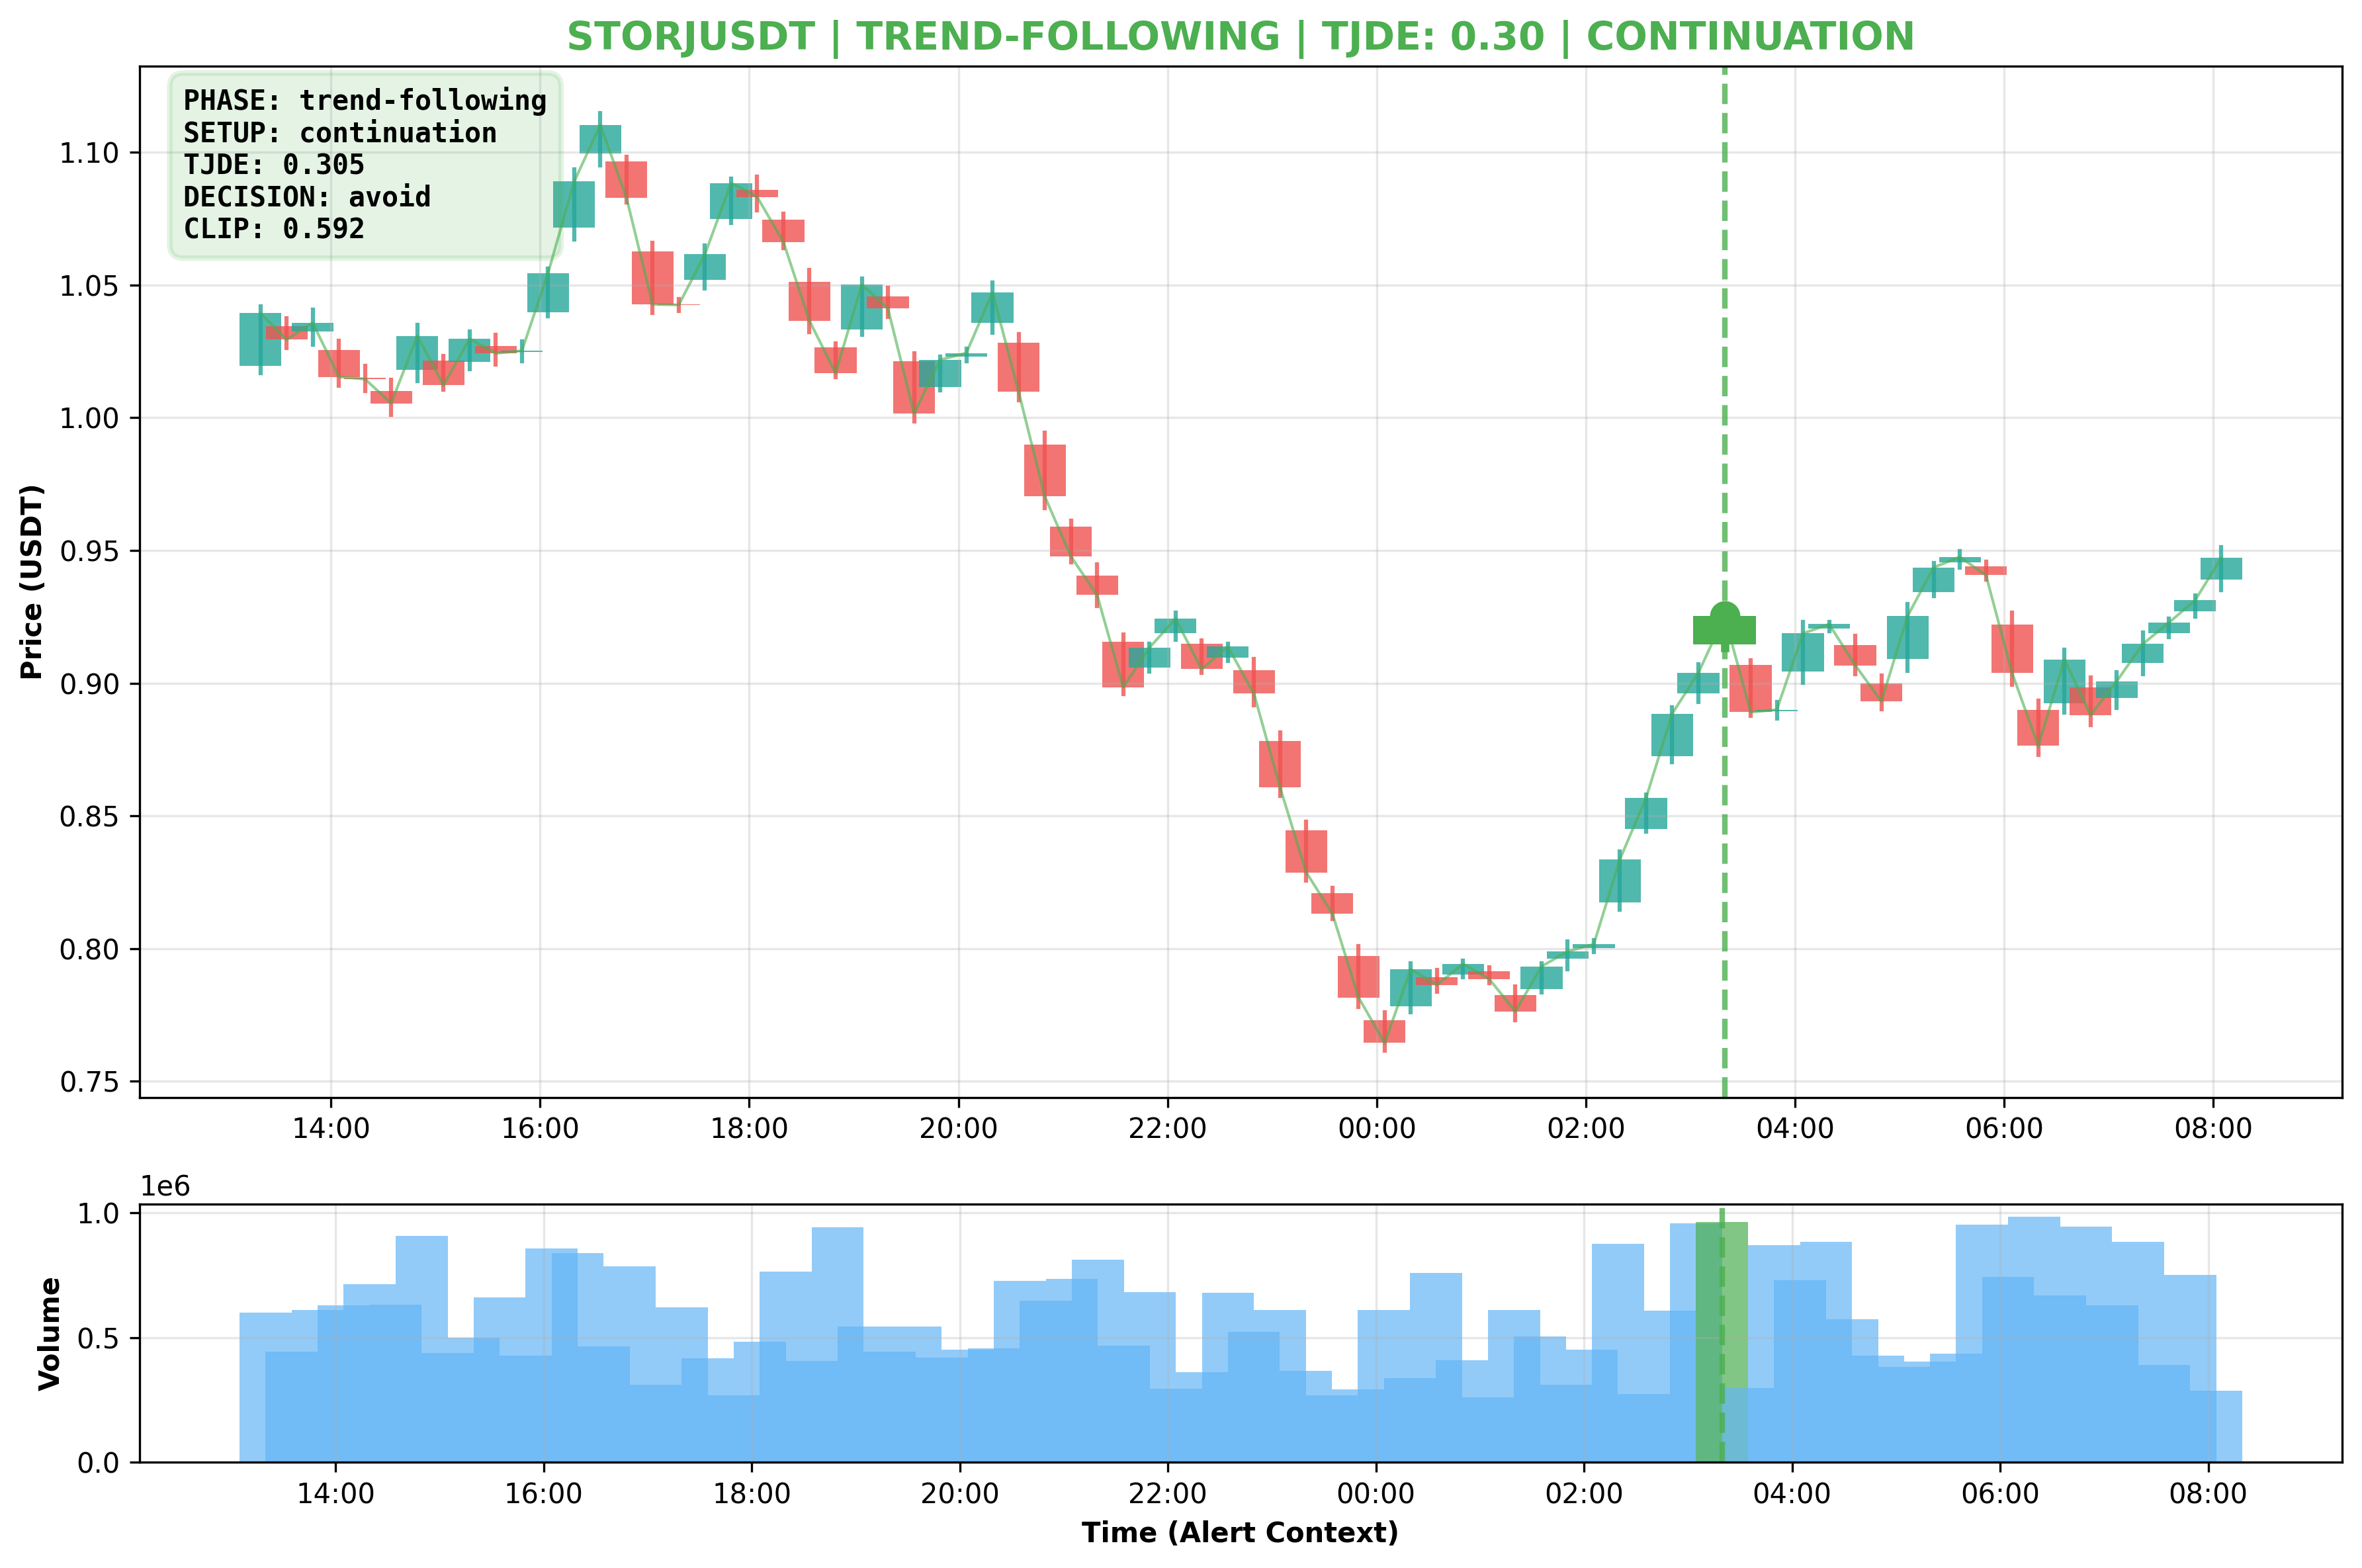 STORJUSDT | TREND-FOLLOWING | TJDE: 0.30 | CONTINUATION
PHASE: trend-following
SETUP: continuation
TJDE: 0.305
DECISION: avoid
CLIP: 0.592
Price (USDT)
1.10
1.05
1.00
0.95
0.90
0.85
0.80
0.75
14:00 16:00 18:00 20:00 22:00 00:00 02:00 04:00 06:00 08:00
1e6
Volume
1.0
0.5
0.0
14:00 16:00 18:00 20:00 22:00 00:00 02:00 04:00 06:00 08:00
Time (Alert Context)